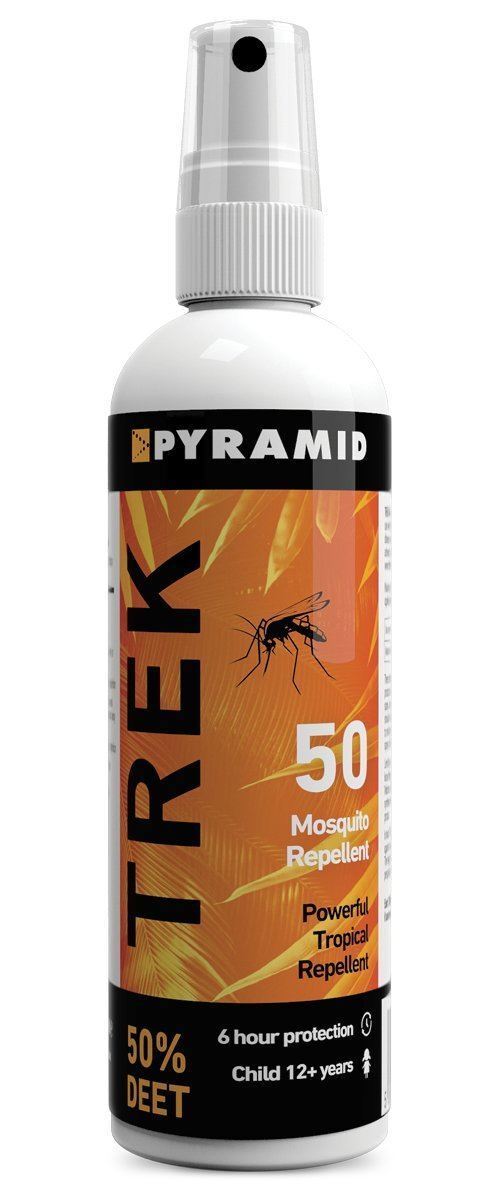 PYRAMID
TREK
50
Mosquito
Repellent
Powerful
Tropical
Repellent
50%
DEET
6 hour protection
Child 12+ years